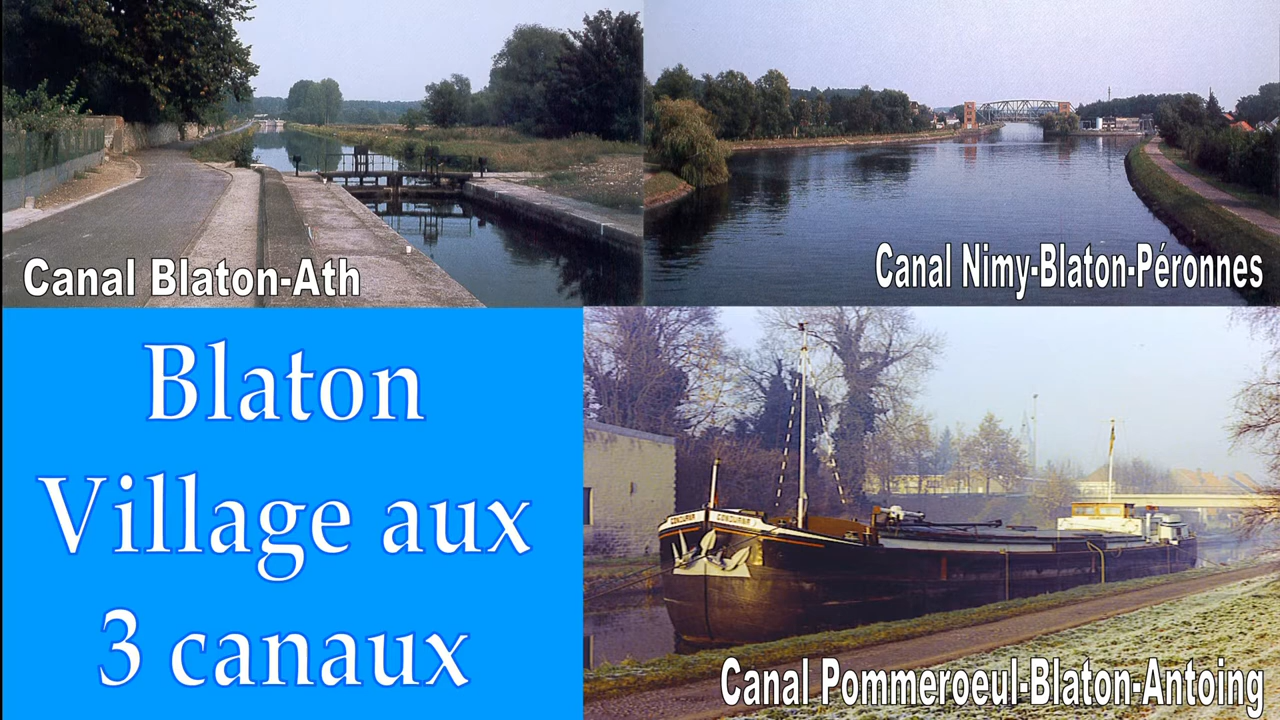 Canal Blaton-Ath
Canal Nimy-Blaton-Péronnes
Blaton
Village aux
3 canaux
Canal Pommeroeul-Blaton-Antoing